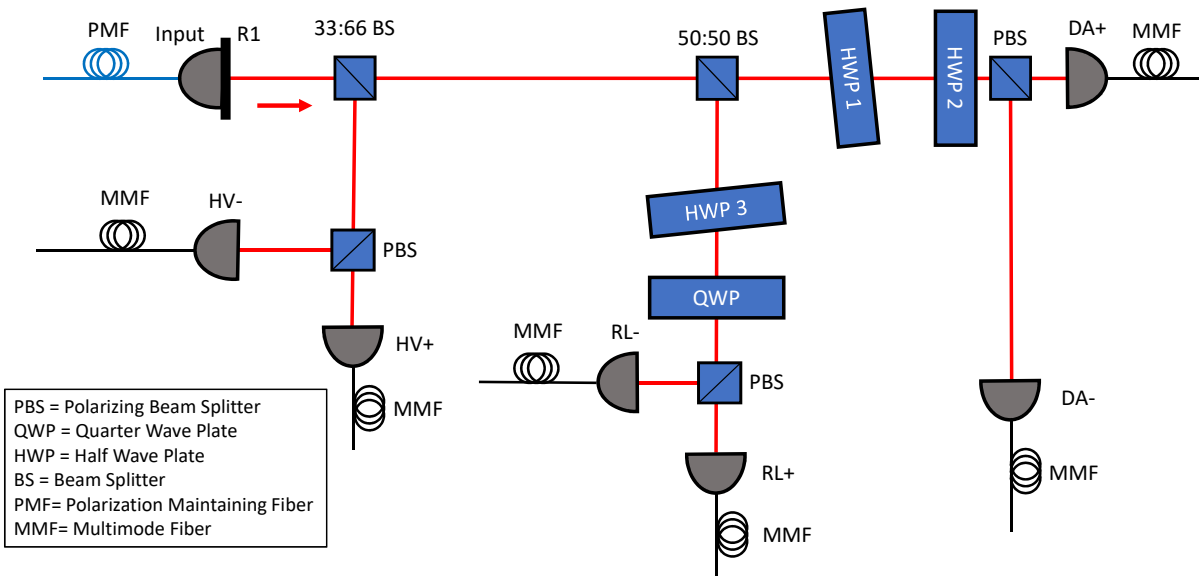 PMF
Input
R1
33:66 BS
50:50 BS
HWP 1
HWP 2
PBS
DA+
MMF
MMF
HV-
PBS
HWP 3
QWP
HV+
MMF
MMF
RL-
PBS
DA-
MMF
RL+
MMF
PBS = Polarizing Beam Splitter
QWP = Quarter Wave Plate
HWP = Half Wave Plate
BS = Beam Splitter
PMF= Polarization Maintaining Fiber
MMF= Multimode Fiber